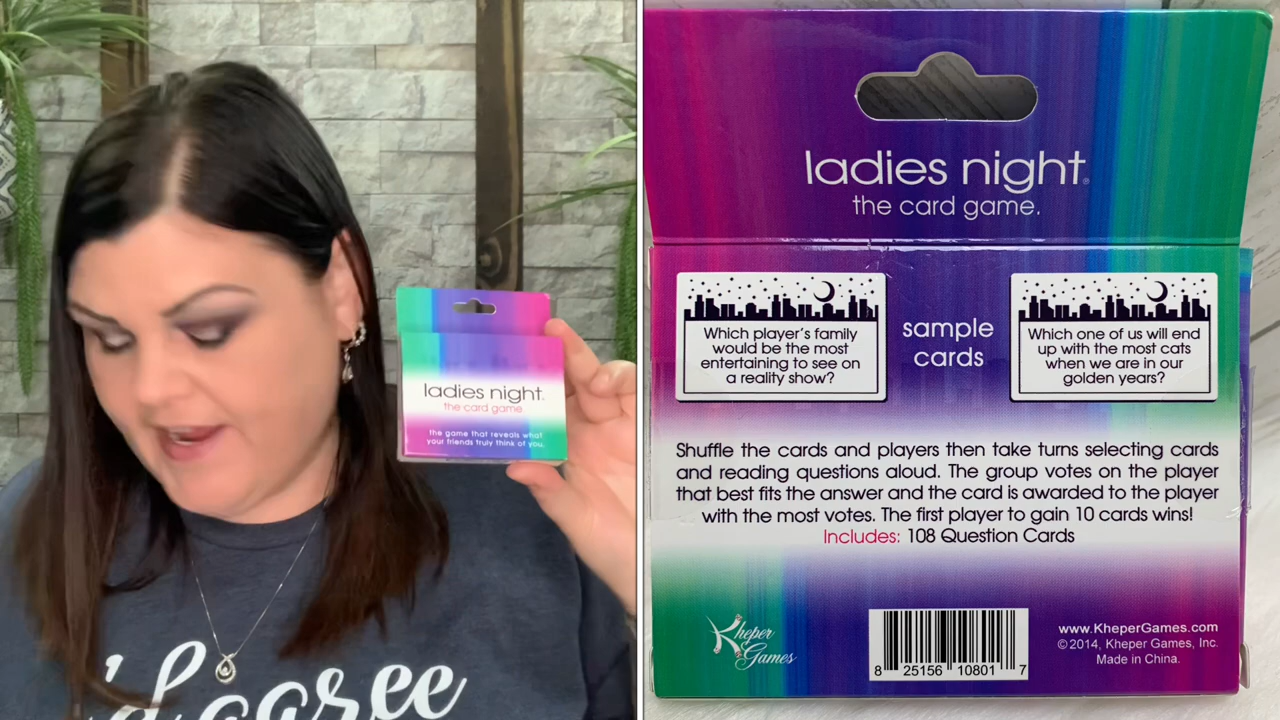 ladies night.
the card game
the game that reveals what
your friends truly think of you.
ladies night®
the card game.
Which player's family
would be the most
entertaining to see on
a reality show?
sample
cards
Which one of us will end
up with the most cats
when we are in our
golden years?
Shuffle the cards and players then take turns selecting cards
and reading questions aloud. The group votes on the player
that best fits the answer and the card is awarded to the player
with the most votes. The first player to gain 10 cards wins!
Includes: 108 Question Cards
Kheper
Games
8 25156 10801 7
www.KheperGames.com
©2014, Kheper Games, Inc.
Made in China.